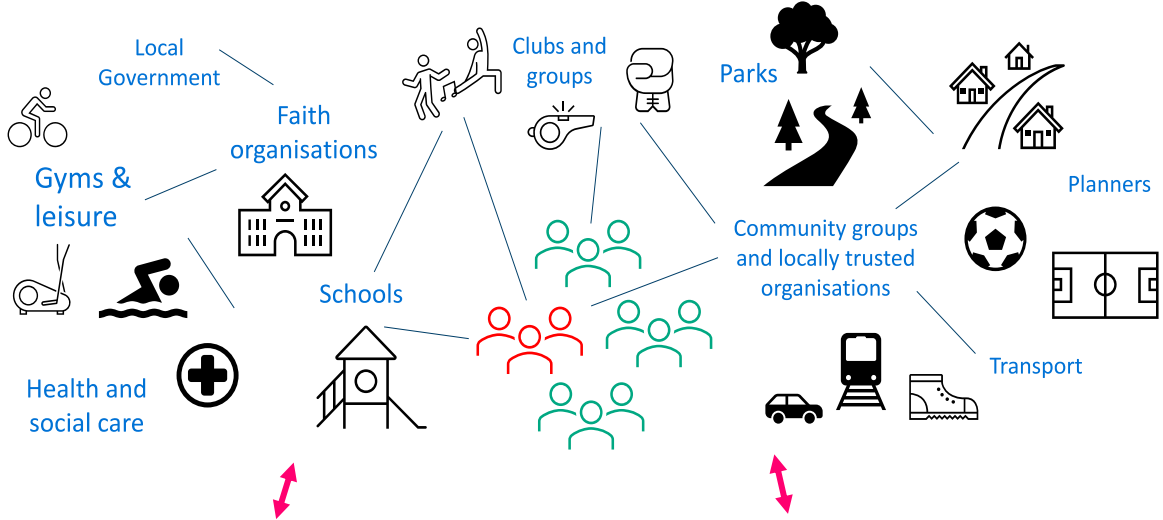 Local
Government
Clubs and
groups
Parks
Faith
organisations
Gyms &
leisure
Planners
Community groups
and locally trusted
organisations
Schools
Transport
Health and
social care